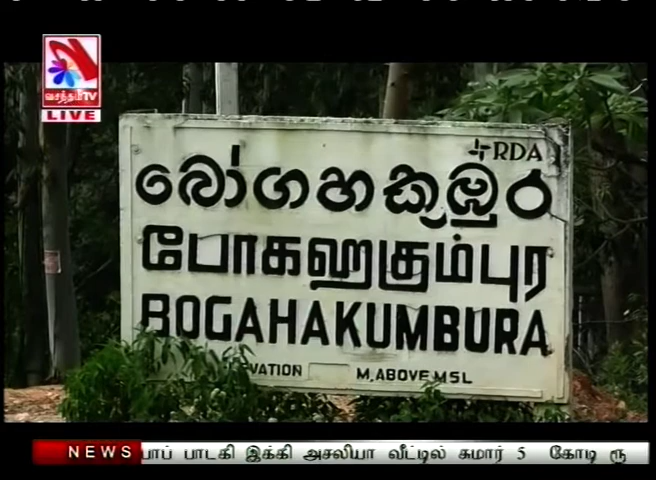 வசந்தம்TV
LIVE
RDA
බෝගහකුඹුර
போகஹகும்புர
BOGAHAKUMBURA
VATION M.ABOVE MSL
NEWS பாப் பாடகி இக்கி அசலியா வீட்டில் சுமார் 5 கோடி ரூ